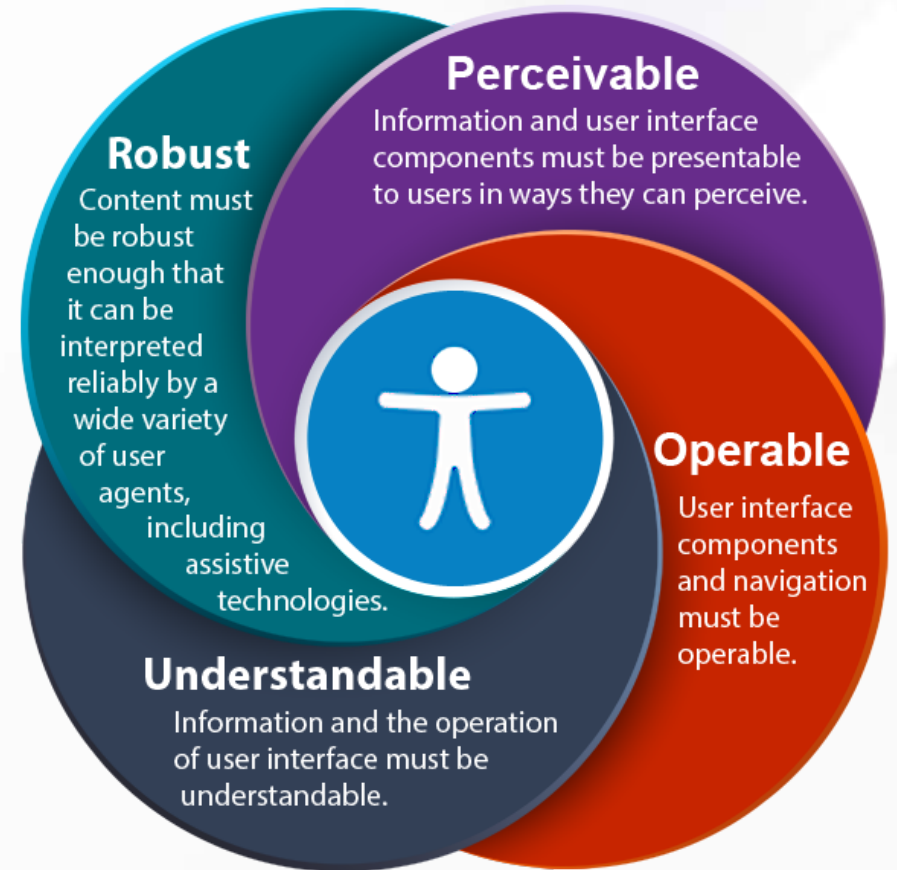 Perceivable
Information and user interface
components must be presentable
to users in ways they can perceive.
Operable
User interface
components
and navigation
must be
operable.
Understandable
Information and the operation
of user interface must be
understandable.
Robust
Content must
be robust
enough that
it can be
interpreted
reliably by a
wide variety
of user
agents,
including
assistive
technologies.